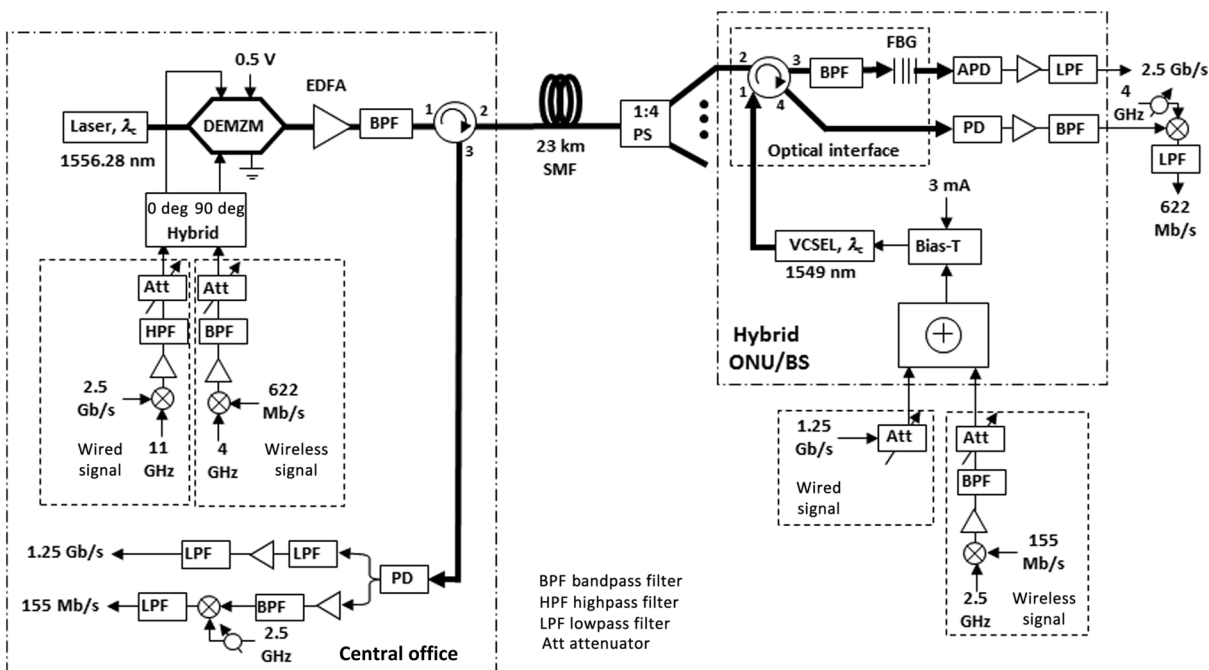 0.5 V
EDFA
Laser, λc
1556.28 nm
DEMZM
BPF
1
2
3
0 deg 90 deg
Hybrid
Att
Att
HPF
BPF
2.5
Gb/s
622
Mb/s
Wired
signal
11
GHz
4
GHz
Wireless
signal
1.25 Gb/s
LPF
LPF
PD
155 Mb/s
LPF
BPF
2.5
GHz
Central office
23 km
SMF
1:4
PS
BPF bandpass filter
HPF highpass filter
LPF lowpass filter
Att attenuator
FBG
2
3
1
4
BPF
Optical interface
APD
LPF
2.5 Gb/s
4
GHz
PD
BPF
LPF
622
Mb/s
3 mA
VCSEL, λc
1549 nm
Bias-T
Hybrid
ONU/BS
1.25
Gb/s
Att
Wired
signal
Att
BPF
155
Mb/s
2.5
GHz
Wireless
signal